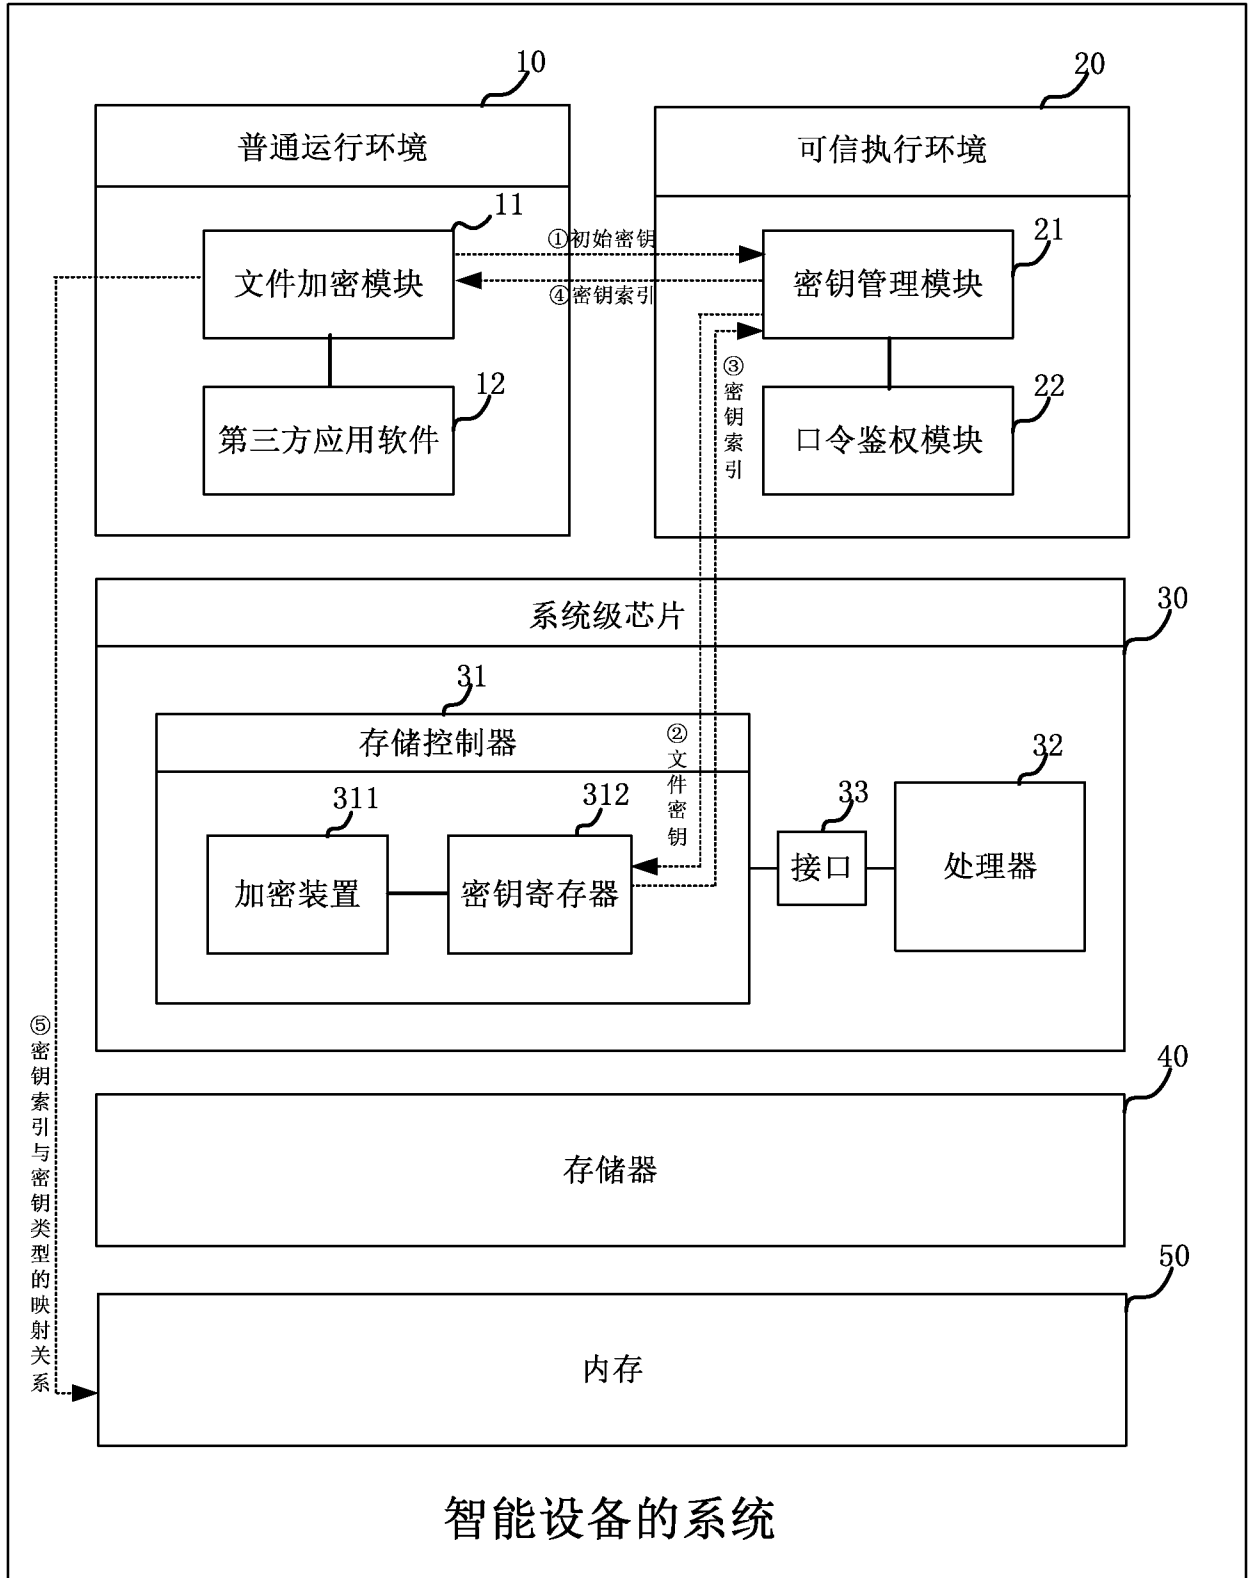 10
20
普通运行环境
可信执行环境
11
21
①初始密钥
文件加密模块
密钥管理模块
④密钥索引
③密钥索引
12
22
第三方应用软件
口令鉴权模块
30
系统级芯片
31
存储控制器
②文件密钥
32
33
311
312
加密装置
密钥寄存器
接口
处理器
⑤密钥索引与密钥类型的映射关系
40
存储器
50
内存
智能设备的系统